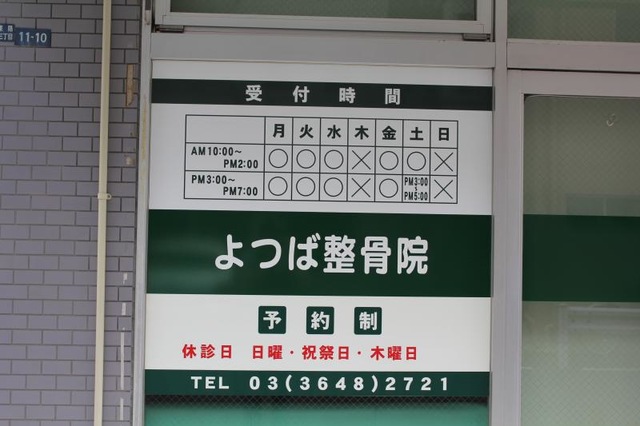 11-10
受付時間
月 火 水 木 金 土 日
AM10:00～PM2:00 ○ ○ ○ × ○ ○ ×
PM3:00～PM7:00 ○ ○ ○ × ○ PM3:00～PM5:00 ×
よつば整骨院
予約制
休診日 日曜・祝祭日・木曜日
TEL 03(3648)2721